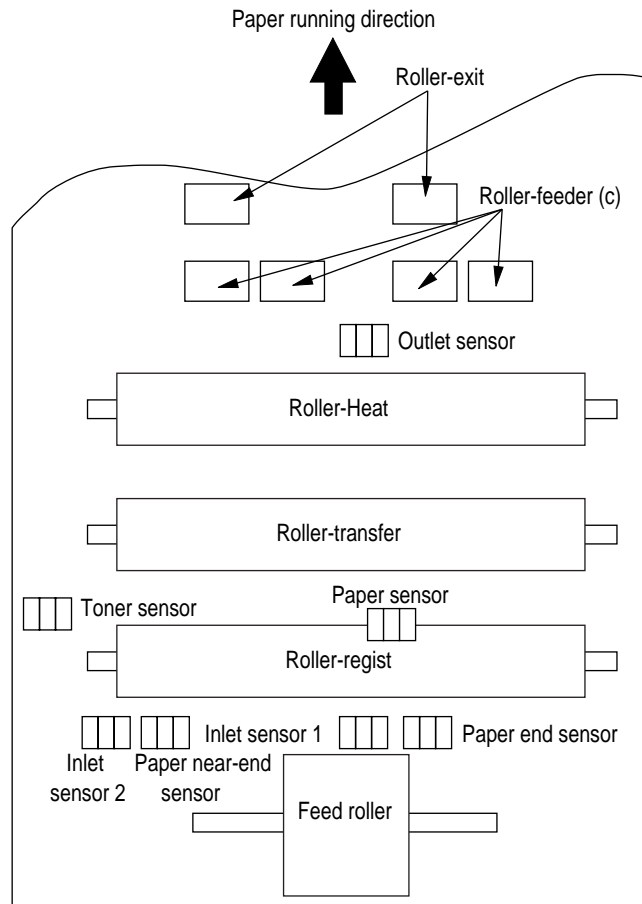 Paper running direction
Roller-exit
Roller-feeder (c)
Outlet sensor
Roller-Heat
Roller-transfer
Paper sensor
Toner sensor
Roller-regist
Inlet sensor 1
Paper end sensor
Inlet
sensor 2
Paper near-end
sensor
Feed roller